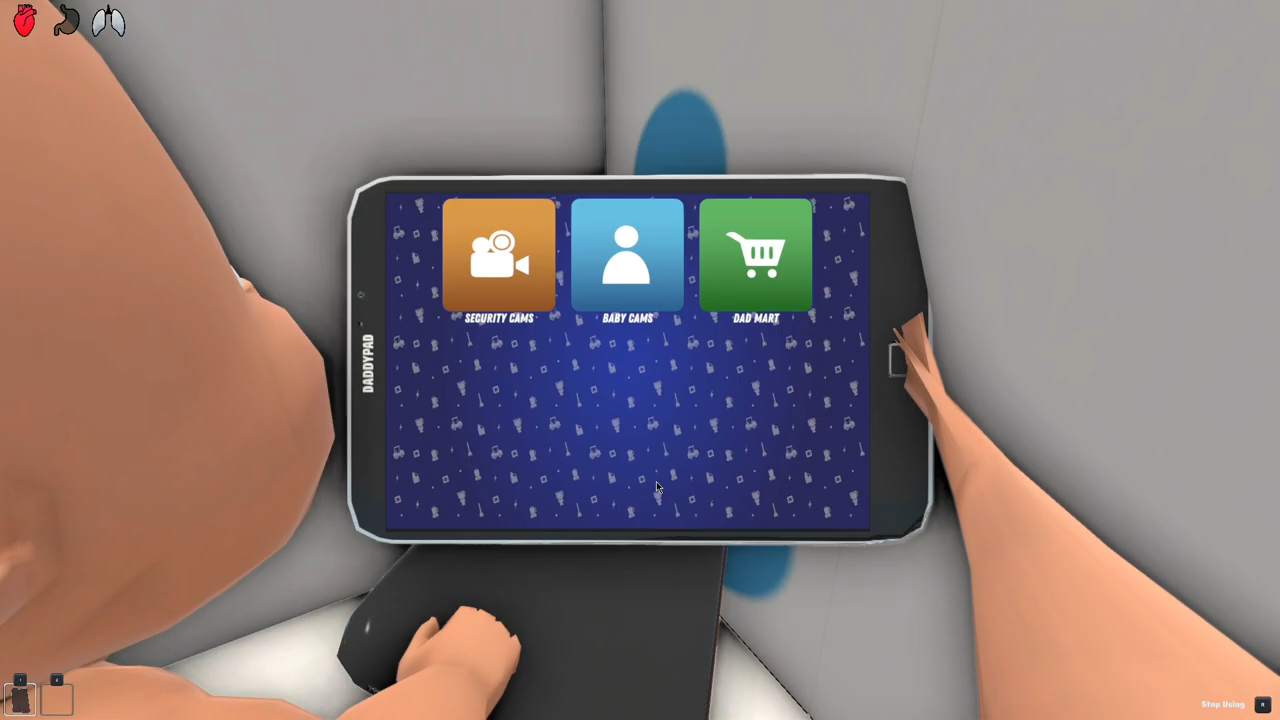 SECURITY CAMS
BABY CAMS
DAD MART
DADDYPAD
Stop Using